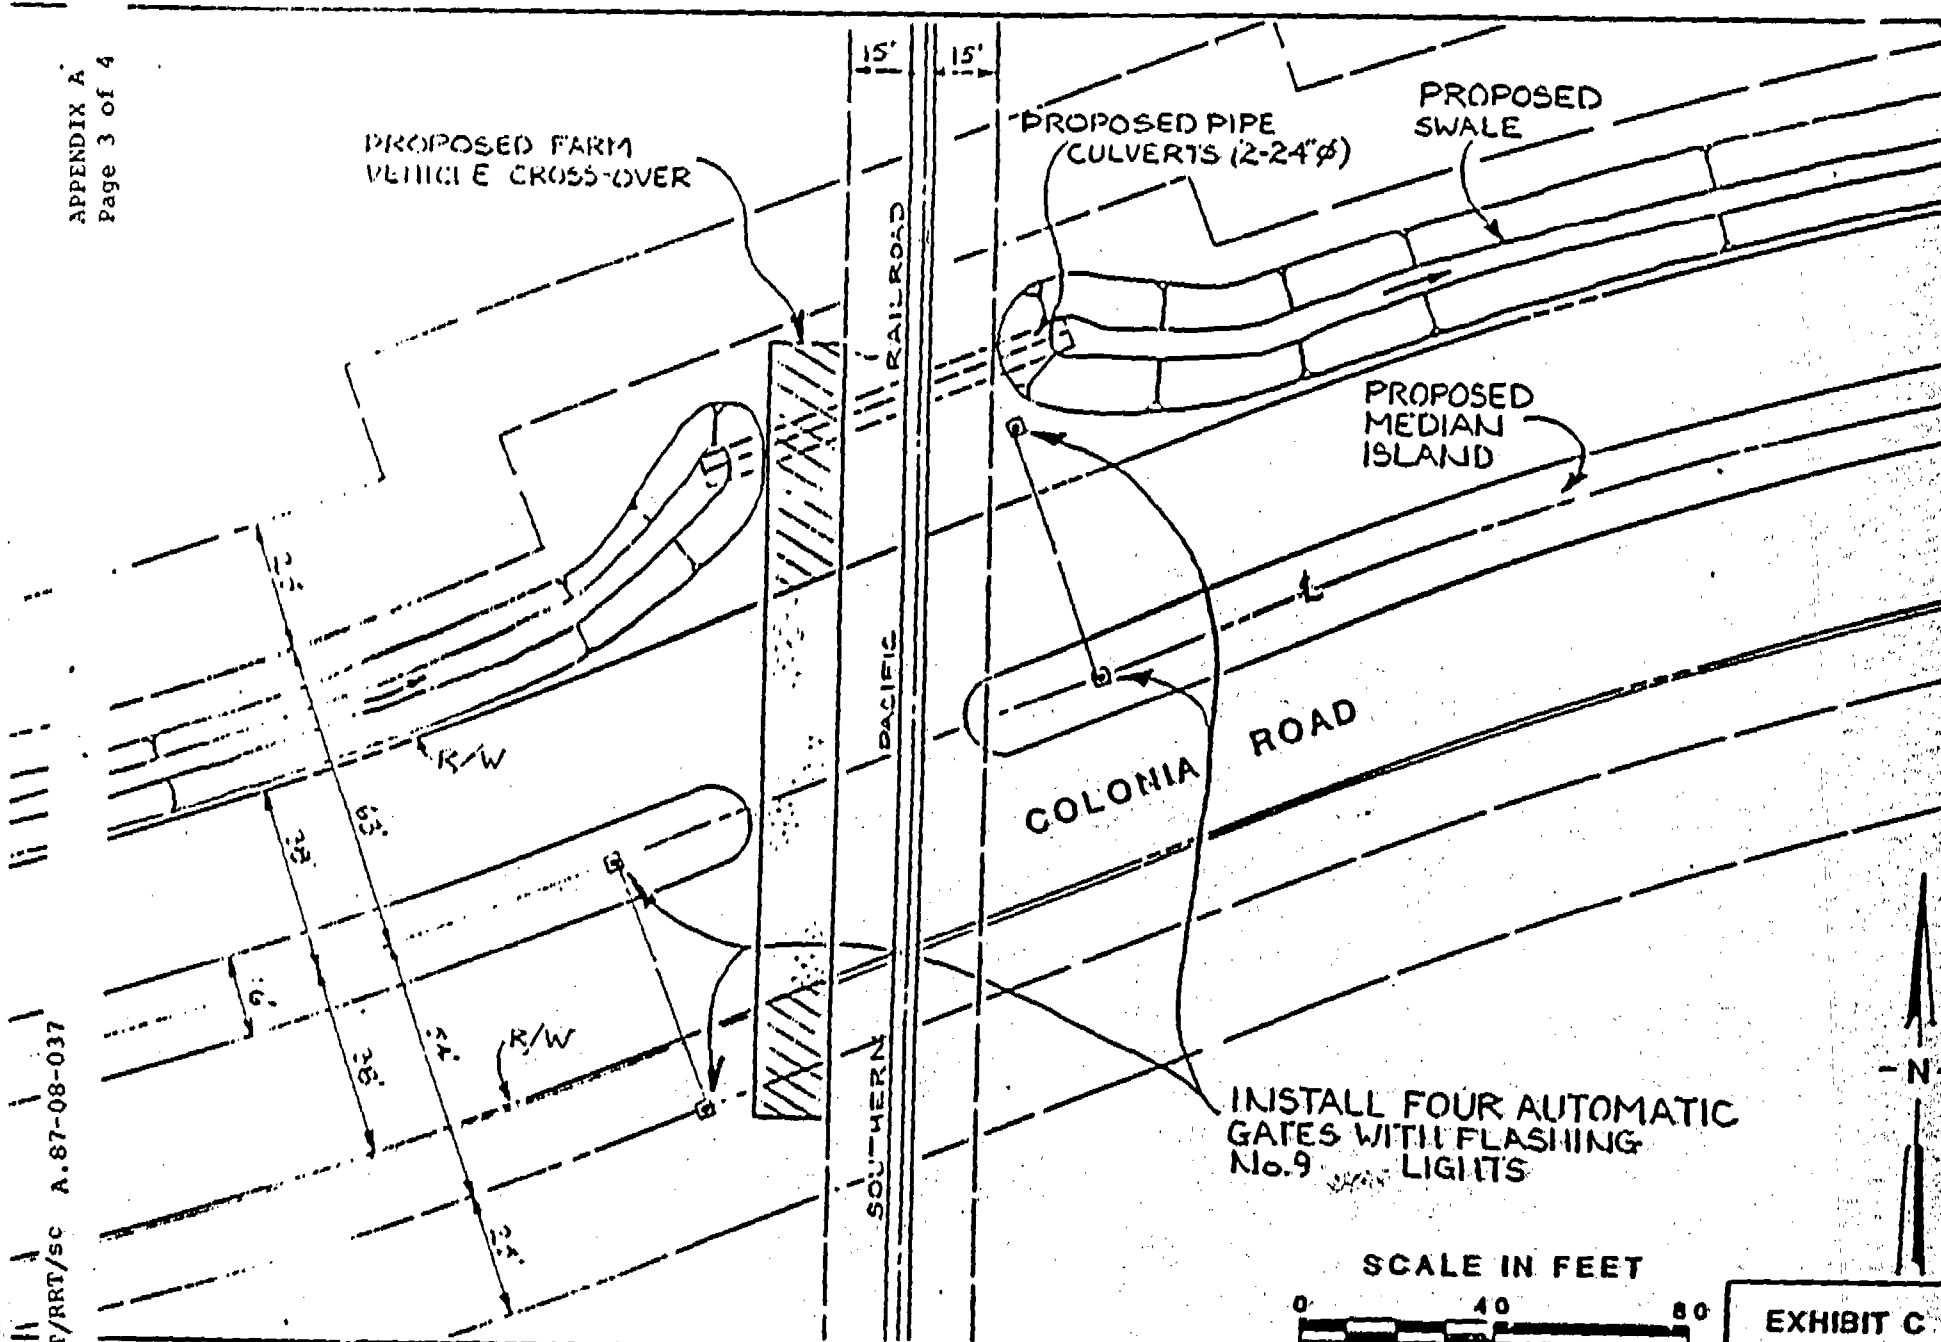 APPENDIX A
Page 3 of 4
15'
15'
PROPOSED FARM
VEHICLE CROSS-OVER
PROPOSED PIPE
CULVERTS (2-24"Ø)
PROPOSED
SWALE
RAILROAD
PROPOSED
MEDIAN
ISLAND
PACIFIC
COLONIA ROAD
R/W
63'
38'
R/W
38'
SOUTHERN
INSTALL FOUR AUTOMATIC
GATES WITH FLASHING
No.9 LIGHTS
N
T/RRT/sc A.87-08-037
SCALE IN FEET
0 40 80
EXHIBIT C